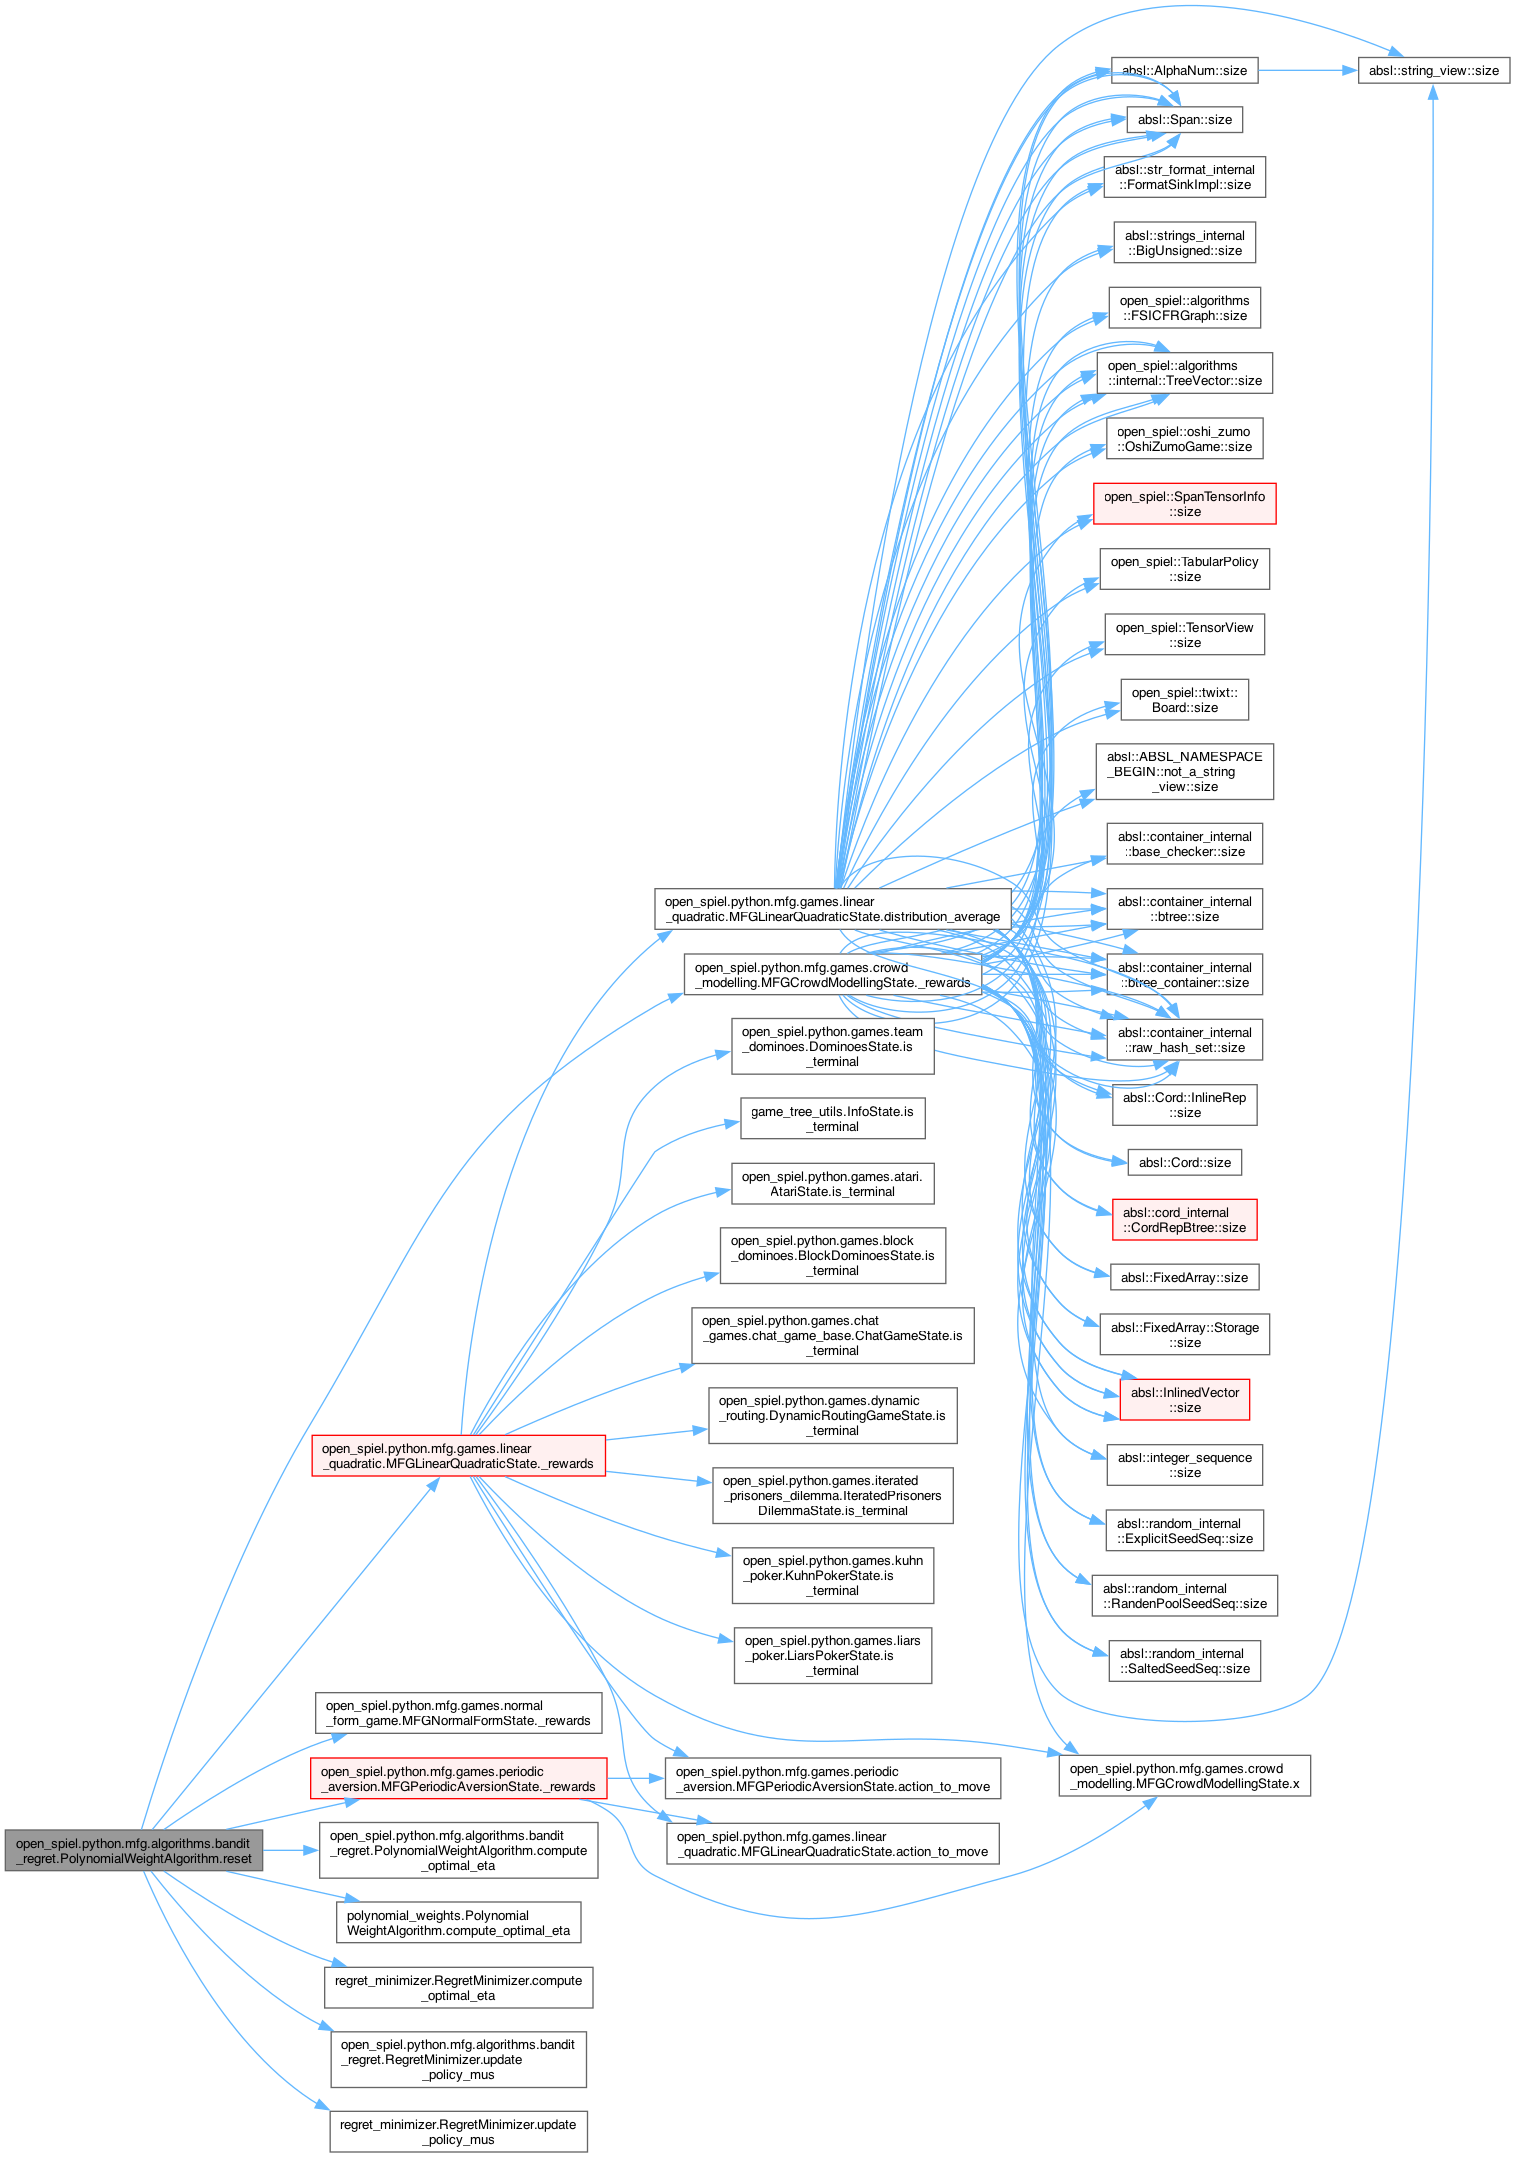 absl::AlphaNum::size
absl::string_view::size
absl::Span::size
absl::str_format_internal
::FormatSinkImpl::size
absl::strings_internal
::BigUnsigned::size
open_spiel::algorithms
::FSICFRGraph::size
open_spiel::algorithms
::internal::TreeVector::size
open_spiel::oshi_zumo
::OshiZumoGame::size
open_spiel::SpanTensorInfo
::size
open_spiel::TabularPolicy
::size
open_spiel::TensorView
::size
open_spiel::twixt::
Board::size
absl::ABSL_NAMESPACE
_BEGIN::not_a_string
_view::size
absl::container_internal
::base_checker::size
absl::container_internal
::btree::size
absl::container_internal
::btree_container::size
absl::container_internal
::raw_hash_set::size
absl::Cord::InlineRep
::size
absl::Cord::size
absl::cord_internal
::CordRepBtree::size
absl::FixedArray::size
absl::FixedArray::Storage
::size
absl::InlinedVector
::size
absl::integer_sequence
::size
absl::random_internal
::ExplicitSeedSeq::size
absl::random_internal
::RandenPoolSeedSeq::size
absl::random_internal
::SaltedSeedSeq::size
open_spiel.python.mfg.games.crowd
_modelling.MFGCrowdModellingState.x
open_spiel.python.mfg.games.linear
_quadratic.MFGLinearQuadraticState.distribution_average
open_spiel.python.mfg.games.crowd
_modelling.MFGCrowdModellingState._rewards
open_spiel.python.games.team
_dominoes.DominoesState.is
_terminal
game_tree_utils.InfoState.is
_terminal
open_spiel.python.games.atari.
AtariState.is_terminal
open_spiel.python.games.block
_dominoes.BlockDominoesState.is
_terminal
open_spiel.python.games.chat
_games.chat_game_base.ChatGameState.is
_terminal
open_spiel.python.games.dynamic
_routing.DynamicRoutingGameState.is
_terminal
open_spiel.python.games.iterated
_prisoners_dilemma.IteratedPrisoners
DilemmaState.is_terminal
open_spiel.python.games.kuhn
_poker.KuhnPokerState.is
_terminal
open_spiel.python.games.liars
_poker.LiarsPokerState.is
_terminal
open_spiel.python.mfg.games.periodic
_aversion.MFGPeriodicAversionState.action_to_move
open_spiel.python.mfg.games.linear
_quadratic.MFGLinearQuadraticState.action_to_move
open_spiel.python.mfg.games.linear
_quadratic.MFGLinearQuadraticState._rewards
open_spiel.python.mfg.games.normal
_form_game.MFGNormalFormState._rewards
open_spiel.python.mfg.games.periodic
_aversion.MFGPeriodicAversionState._rewards
open_spiel.python.mfg.algorithms.bandit
_regret.PolynomialWeightAlgorithm.reset
open_spiel.python.mfg.algorithms.bandit
_regret.PolynomialWeightAlgorithm.compute
_optimal_eta
polynomial_weights.Polynomial
WeightAlgorithm.compute_optimal_eta
regret_minimizer.RegretMinimizer.compute
_optimal_eta
open_spiel.python.mfg.algorithms.bandit
_regret.RegretMinimizer.update
_policy_mus
regret_minimizer.RegretMinimizer.update
_policy_mus